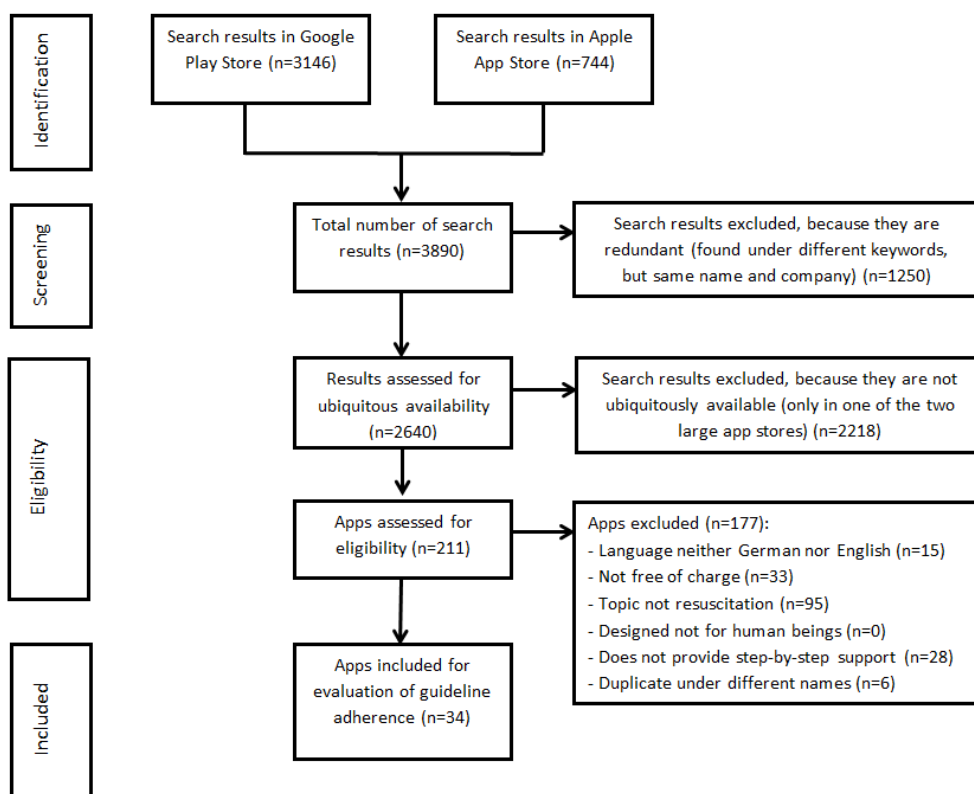 Identification
Search results in Google
Play Store (n=3146)
Search results in Apple
App Store (n=744)
Screening
Total number of search
results (n=3890)
Search results excluded, because they are
redundant (found under different keywords,
but same name and company) (n=1250)
Eligibility
Results assessed for
ubiquitous availability
(n=2640)
Search results excluded, because they are not
ubiquitously available (only in one of the two
large app stores) (n=2218)
Apps assessed for
eligibility (n=211)
Apps excluded (n=177):
- Language neither German nor English (n=15)
- Not free of charge (n=33)
- Topic not resuscitation (n=95)
- Designed not for human beings (n=0)
- Does not provide step-by-step support (n=28)
- Duplicate under different names (n=6)
Included
Apps included for
evaluation of guideline
adherence (n=34)